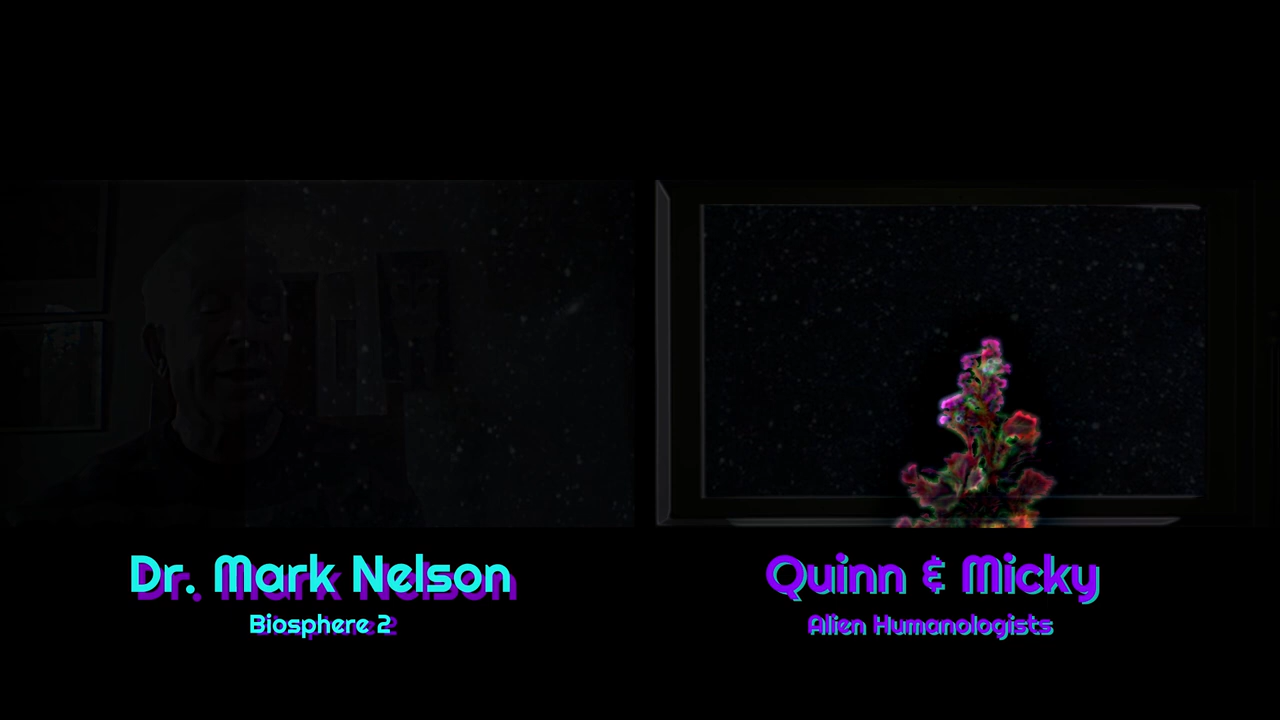 Dr. Mark Nelson
Biosphere 2
Quinn & Micky
Alien Humanologists